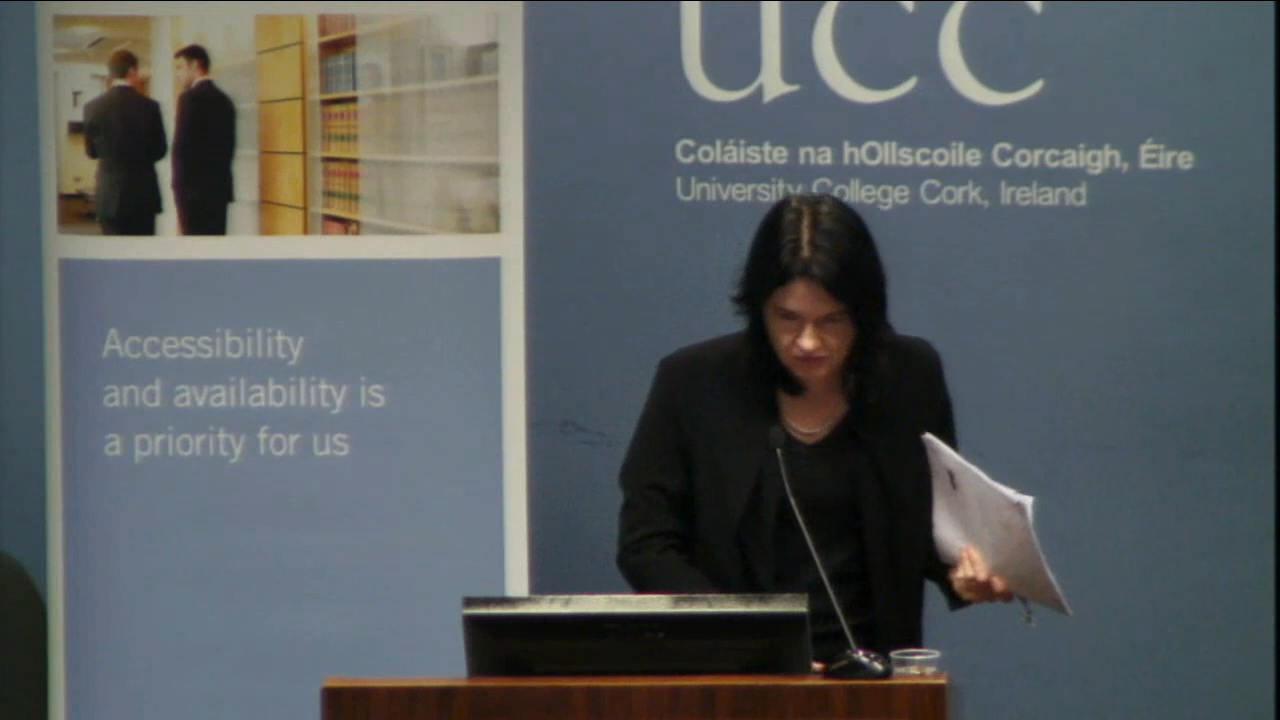 Accessibility
and availability is
a priority for us
ucc
Coláiste na hOllscoile Corcaigh, Éire
University College Cork, Ireland